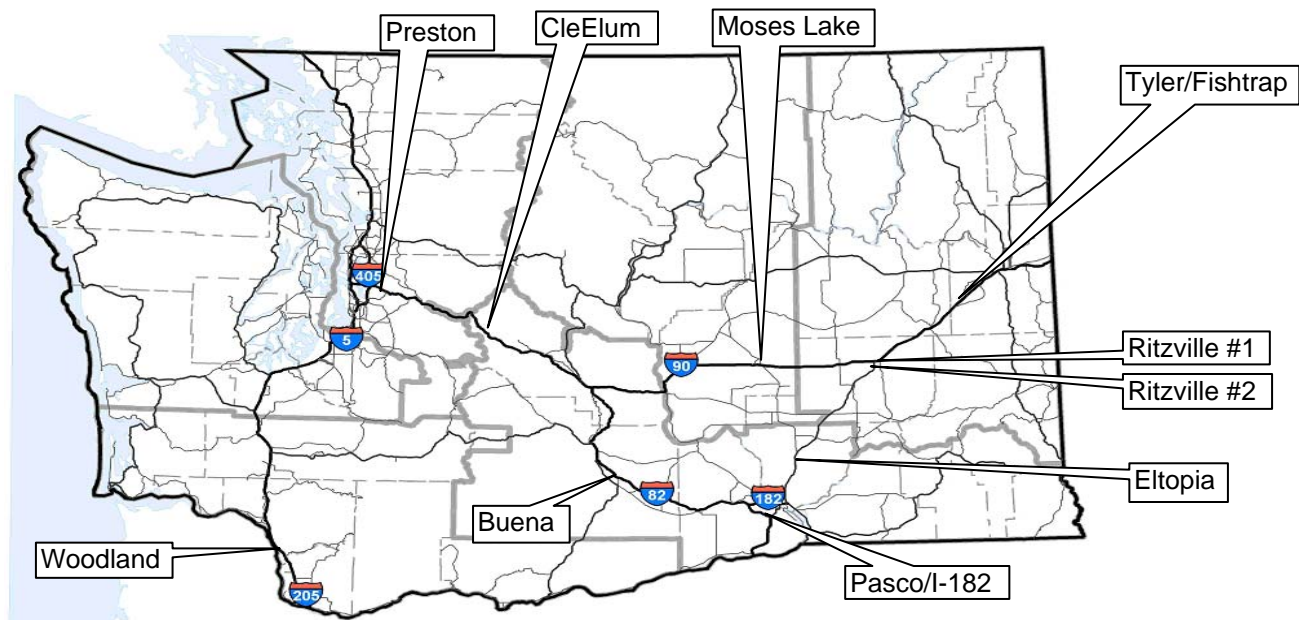 Preston
CleElum
Moses Lake
Tyler/Fishtrap
405
5
90
Ritzville #1
Ritzville #2
Eltopia
82
182
Buena
Woodland
205
Pasco/I-182